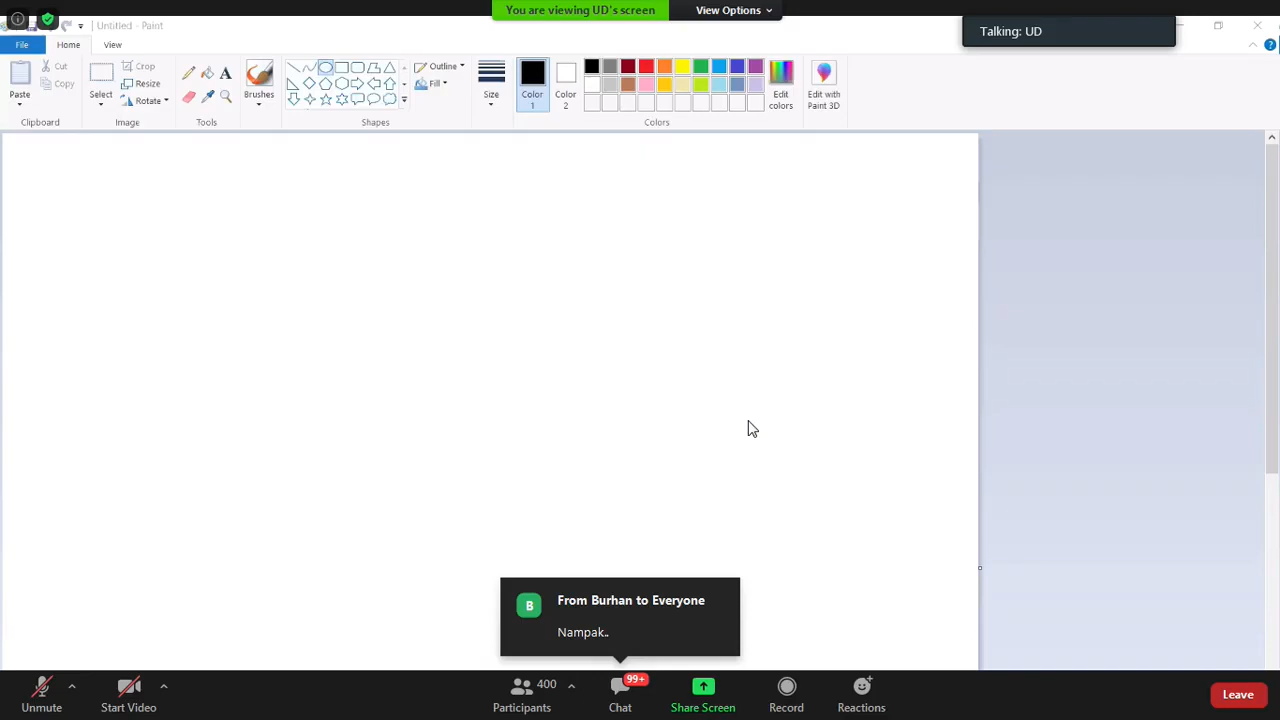 You are viewing UD's screen
View Options
Talking: UD
Untitled - Paint
File
Home
View
Paste
Cut
Copy
Clipboard
Select
Crop
Resize
Rotate
Image
A
Tools
Brushes
Outline
Fill
Shapes
Size
Color
1
Color
2
Edit
colors
Colors
Edit with
Paint 3D
B
From Burhan to Everyone
Nampak..
Unmute
Start Video
400
Participants
99+
Chat
Share Screen
Record
Reactions
Leave